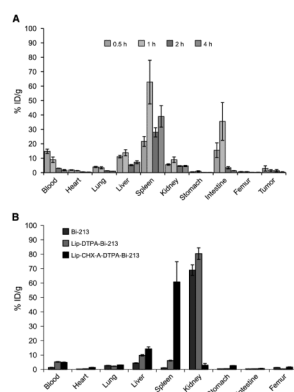 A
100
90
80
70
60
50
40
30
20
10
0
% ID/g
0.5 h 1 h 2 h 4 h
Blood Heart Lung Liver Spleen Kidney Stomach Intestine Femur Tumor
B
100
90
80
70
60
50
40
30
20
10
0
% ID/g
Bi-213
Lip-DTPA-Bi-213
Lip-CHX-A-DTPA-Bi-213
Blood Heart Lung Liver Spleen Kidney Stomach Intestine Femur